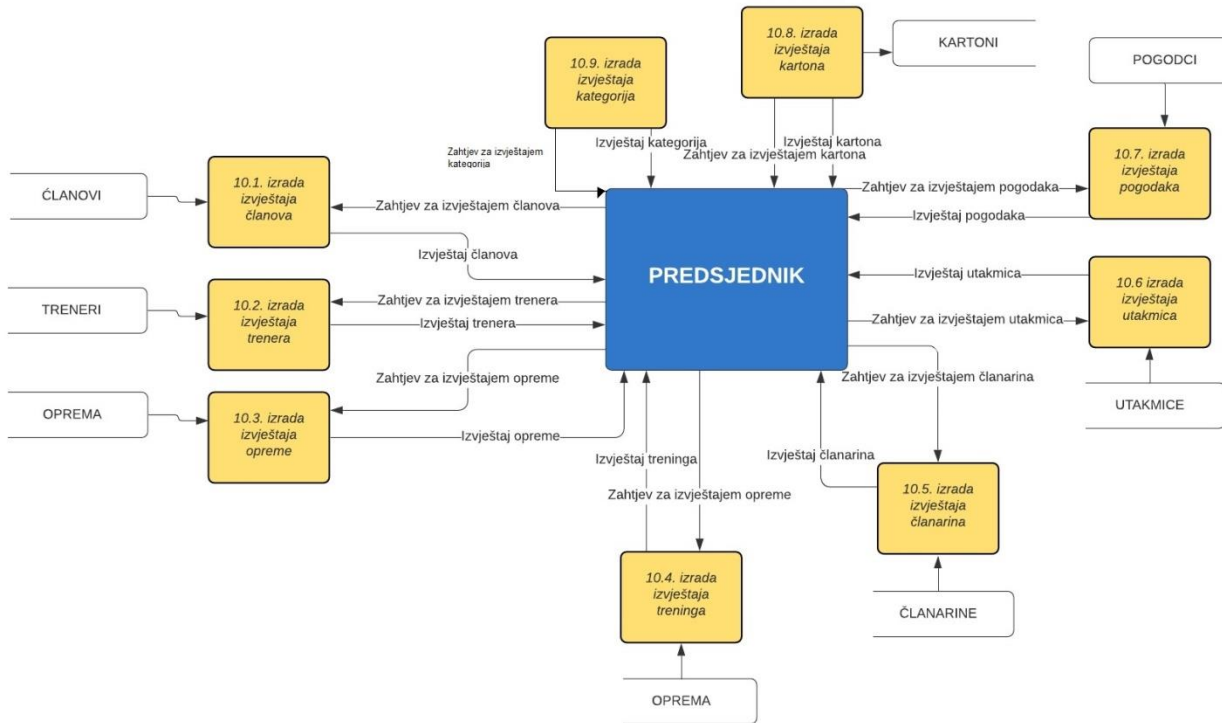 10.8. izrada
izvještaja
kartona
KARTONI
10.9. izrada
izvještaja
kategorija
POGODCI
Zahtjev za izvještajem
kategorija
Izvještaj kategorija
Izvještaj kartona
Zahtjev za izvještajem kartona
10.7. izrada
izvještaja
pogodaka
ĆLANOVI
10.1. izrada
izvještaja
članova
Zahtjev za izvještajem članova
Izvještaj članova
Zahtjev za izvještajem pogodaka
Izvještaj pogodaka
PREDSJEDNIK
TRENERI
10.2. izrada
izvještaja
trenera
Zahtjev za izvještajem trenera
Izvještaj trenera
Izvještaj utakmica
Zahtjev za izvještajem utakmica
10.6 izrada
izvještaja
utakmica
UTAKMICE
OPREMA
10.3. izrada
izvještaja
opreme
Zahtjev za izvještajem opreme
Izvještaj opreme
Zahtjev za izvještajem članarina
Izvještaj članarina
Izvještaj treninga
Zahtjev za izvještajem opreme
10.5. izrada
izvještaja
članarina
ČLANARINE
10.4. izrada
izvještaja
treninga
OPREMA